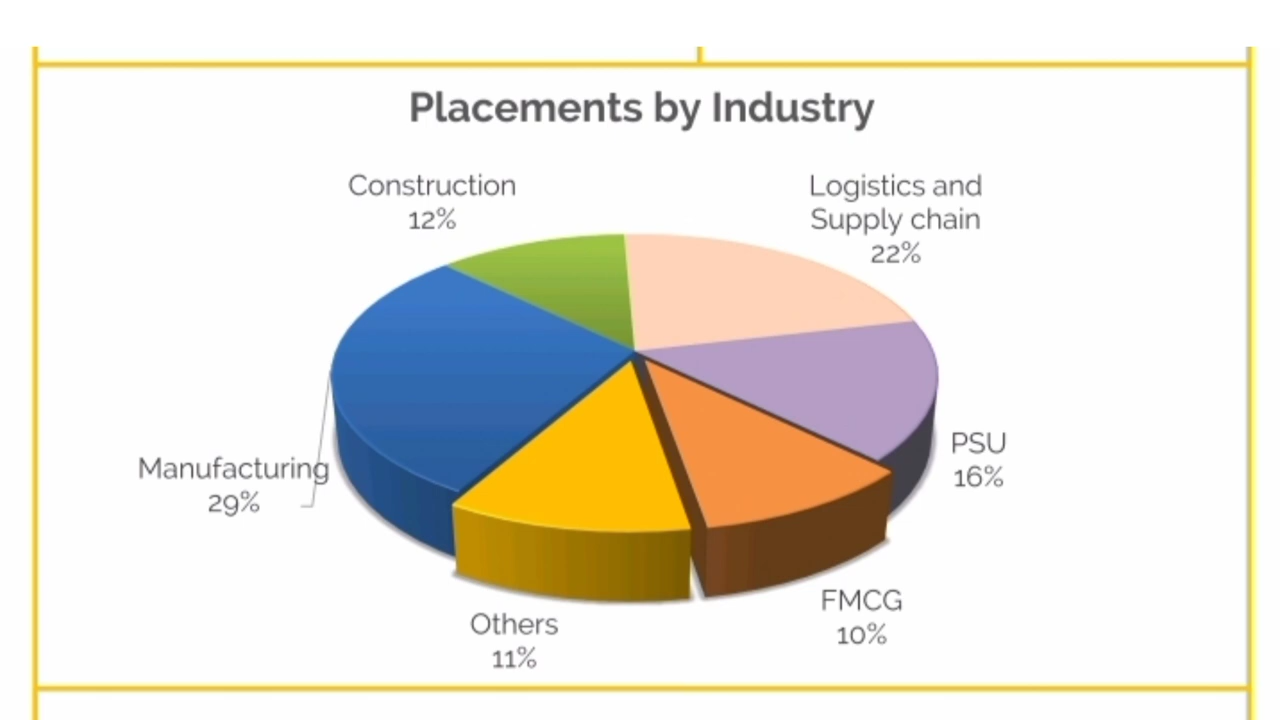 Placements by Industry
Construction
12%
Logistics and
Supply chain
22%
Manufacturing
29%
PSU
16%
FMCG
10%
Others
11%